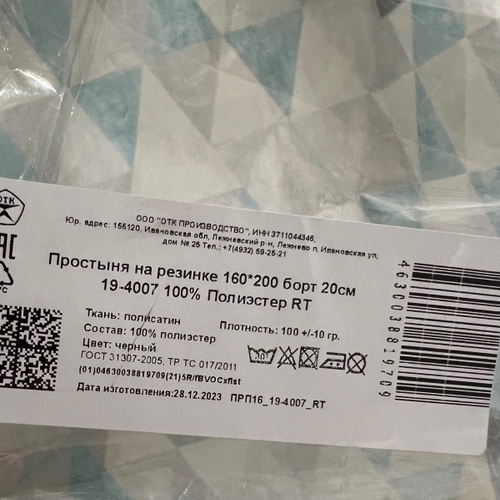 ОТК
ООО "ОТК ПРОИЗВОДСТВО", ИНН 3711044346,
Юр. адрес: 155120, Ивановская обл, Лежневский р-н, Лежнево п, Ивановская ул,
дом № 25 Тел.: +7(4932) 59-25-21
Простыня на резинке 160*200 борт 20см
19-4007 100% Полиэстер RT
Ткань: полисатин
Плотность: 100 +/-10 гр.
Состав: 100% полиэстер
Цвет: черный
ГОСТ 31307-2005, ТР ТС 017/2011
(01)04630038819709(21)5R/fBVOCxflst
Дата изготовления:28.12.2023 ПРП16_19-4007_RT
4630038819709